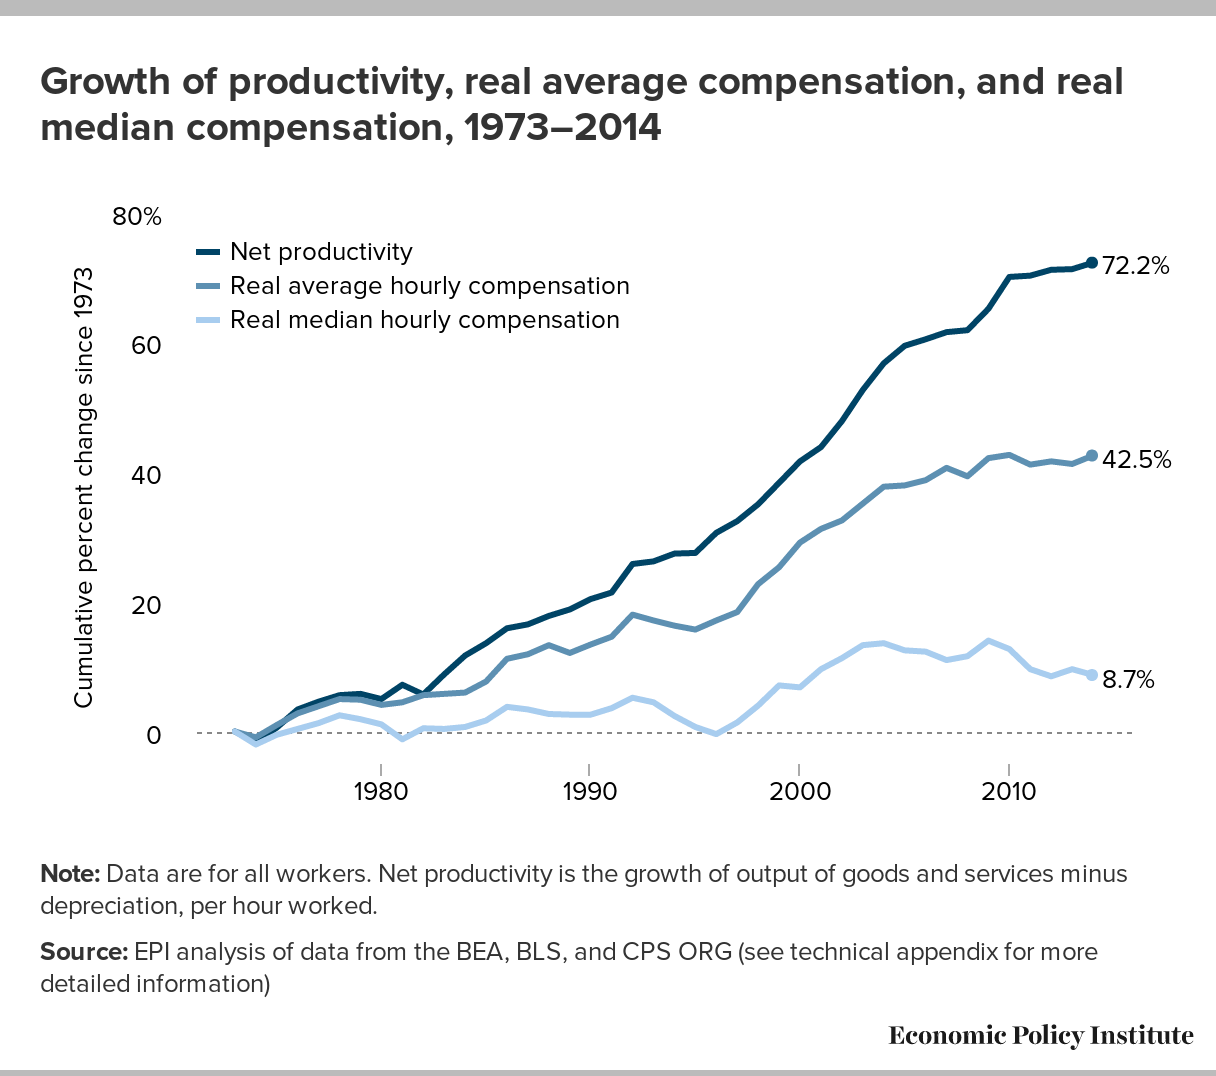 Growth of productivity, real average compensation, and real
median compensation, 1973–2014
80%
Net productivity
Real average hourly compensation
Real median hourly compensation
Cumulative percent change since 1973
60
40
20
0
72.2%
42.5%
8.7%
1980
1990
2000
2010
Note: Data are for all workers. Net productivity is the growth of output of goods and services minus
depreciation, per hour worked.
Source: EPI analysis of data from the BEA, BLS, and CPS ORG (see technical appendix for more
detailed information)
Economic Policy Institute